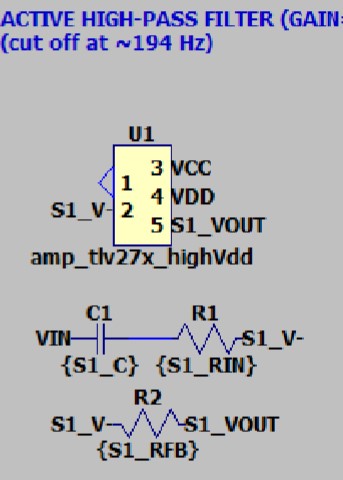 ACTIVE HIGH-PASS FILTER (GAIN=
(cut off at ~194 Hz)
U1
3 VCC
1
4 VDD
S1_V- 2
5 S1_VOUT
amp_tlv27x_highVdd
C1 R1
VIN S1_V-
{S1_C} {S1_RIN}
R2
S1_V- S1_VOUT
{S1_RFB}